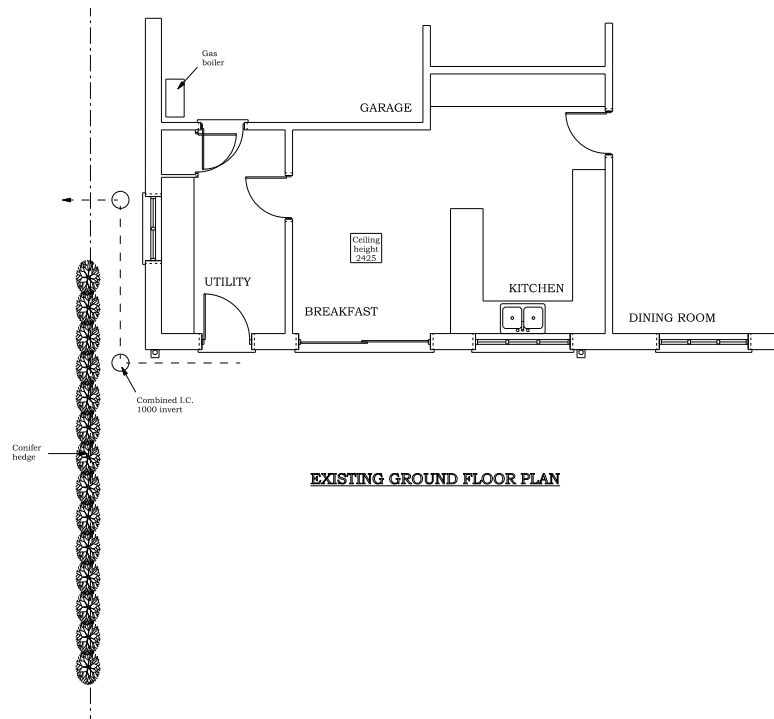 Gas
boiler
GARAGE
Ceiling
height
2425
UTILITY
KITCHEN
BREAKFAST
DINING ROOM
Combined I.C.
1000 invert
Conifer
hedge
EXISTING GROUND FLOOR PLAN